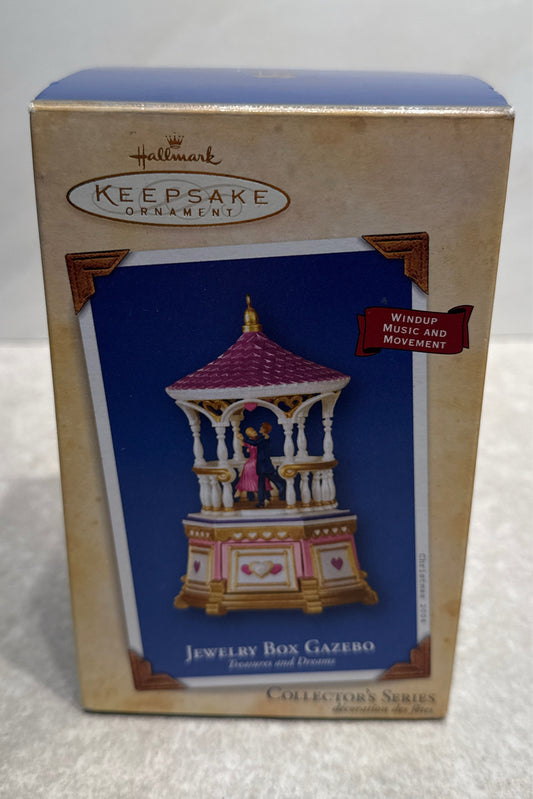 Hallmark
KEEPSAKE
ORNAMENT
WINDUP
MUSIC AND
MOVEMENT
Christmas 2004
JEWELRY BOX GAZEBO
Treasures and Dreams
COLLECTOR'S SERIES
décoration des fêtes